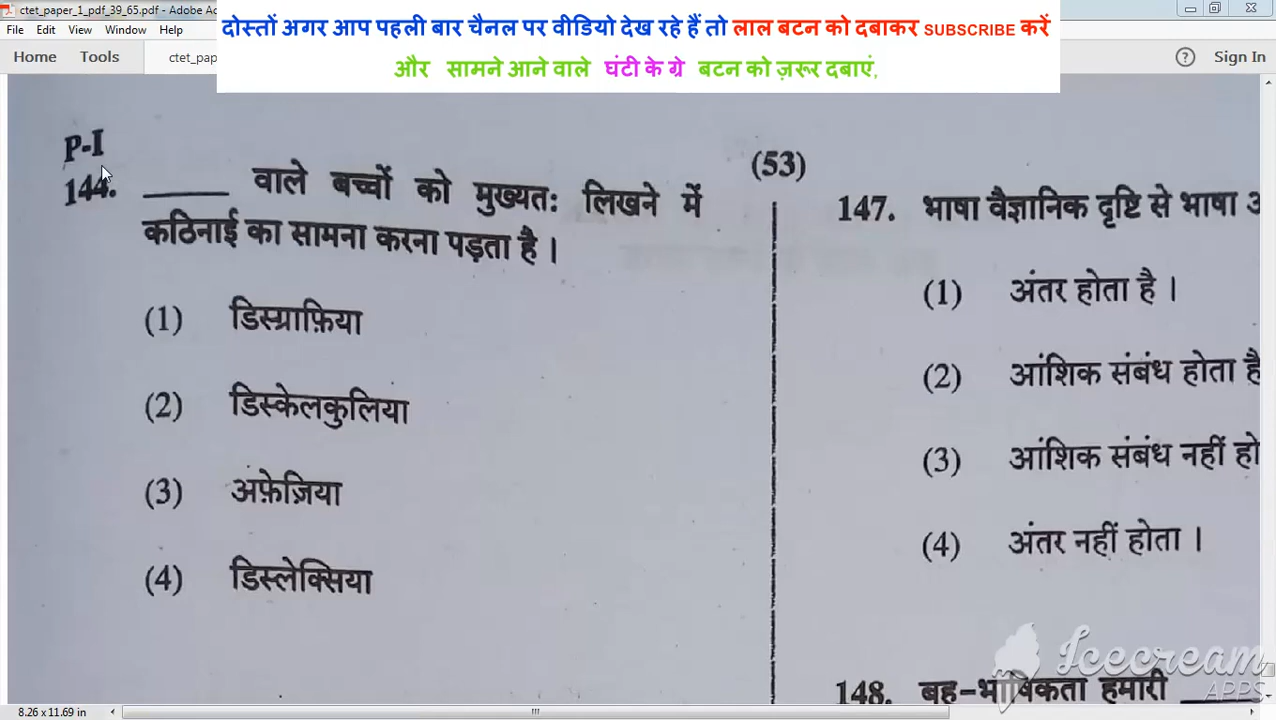 ctet_paper_1_pdf_39_65.pdf - Adobe Ac
File Edit View Window Help
Home Tools
दोस्तों अगर आप पहली बार चैनल पर वीडियो देख रहे हैं तो लाल बटन को दबाकर SUBSCRIBE करें
और सामने आने वाले घंटी के ग्रे बटन को ज़रूर दबाएं,
Sign In
P-I
(53)
144. ______ वाले बच्चों को मुख्यतः लिखने में
कठिनाई का सामना करना पड़ता है ।
(1) डिस्ग्राफ़िया
(2) डिस्केलकुलिया
(3) अफ़ेज़िया
(4) डिस्लेक्सिया
147. भाषा वैज्ञानिक दृष्टि से भाषा
(1) अंतर होता है ।
(2) आंशिक संबंध होता है
(3) आंशिक संबंध नहीं हो
(4) अंतर नहीं होता ।
148. बहु-भाषिकता हमारी ______
Icecream
APPS
8.26 x 11.69 in